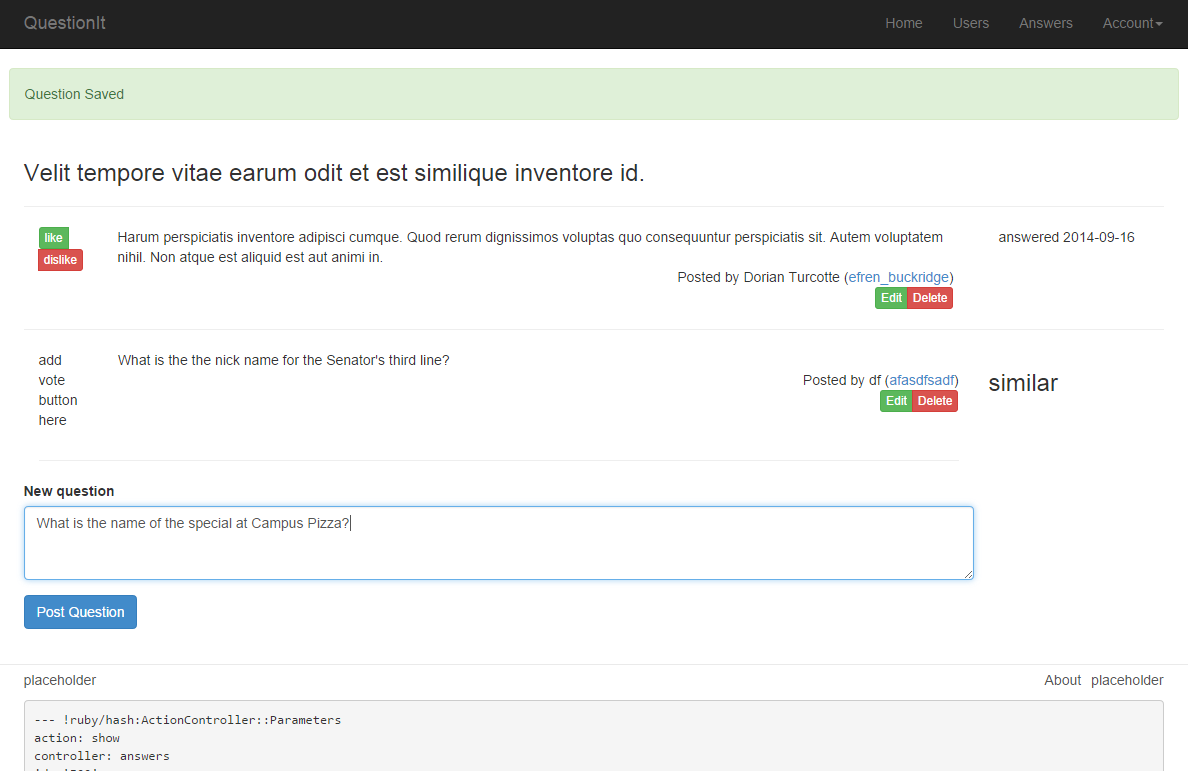 QuestionIt Home Users Answers Account
Question Saved
Velit tempore vitae earum odit et est similique inventore id.
like
dislike
Harum perspiciatis inventore adipisci cumque. Quod rerum dignissimos voluptas quo consequuntur perspiciatis sit. Autem voluptatem
nihil. Non atque est aliquid est aut animi in.
answered 2014-09-16
Posted by Dorian Turcotte (efren_buckridge)
Edit Delete
add
vote
button
here
What is the the nick name for the Senator's third line?
Posted by df (afasdfsadf)
Edit Delete
similar
New question
What is the name of the special at Campus Pizza?
Post Question
placeholder About placeholder
--- !ruby/hash:ActionController::Parameters
action: show
controller: answers